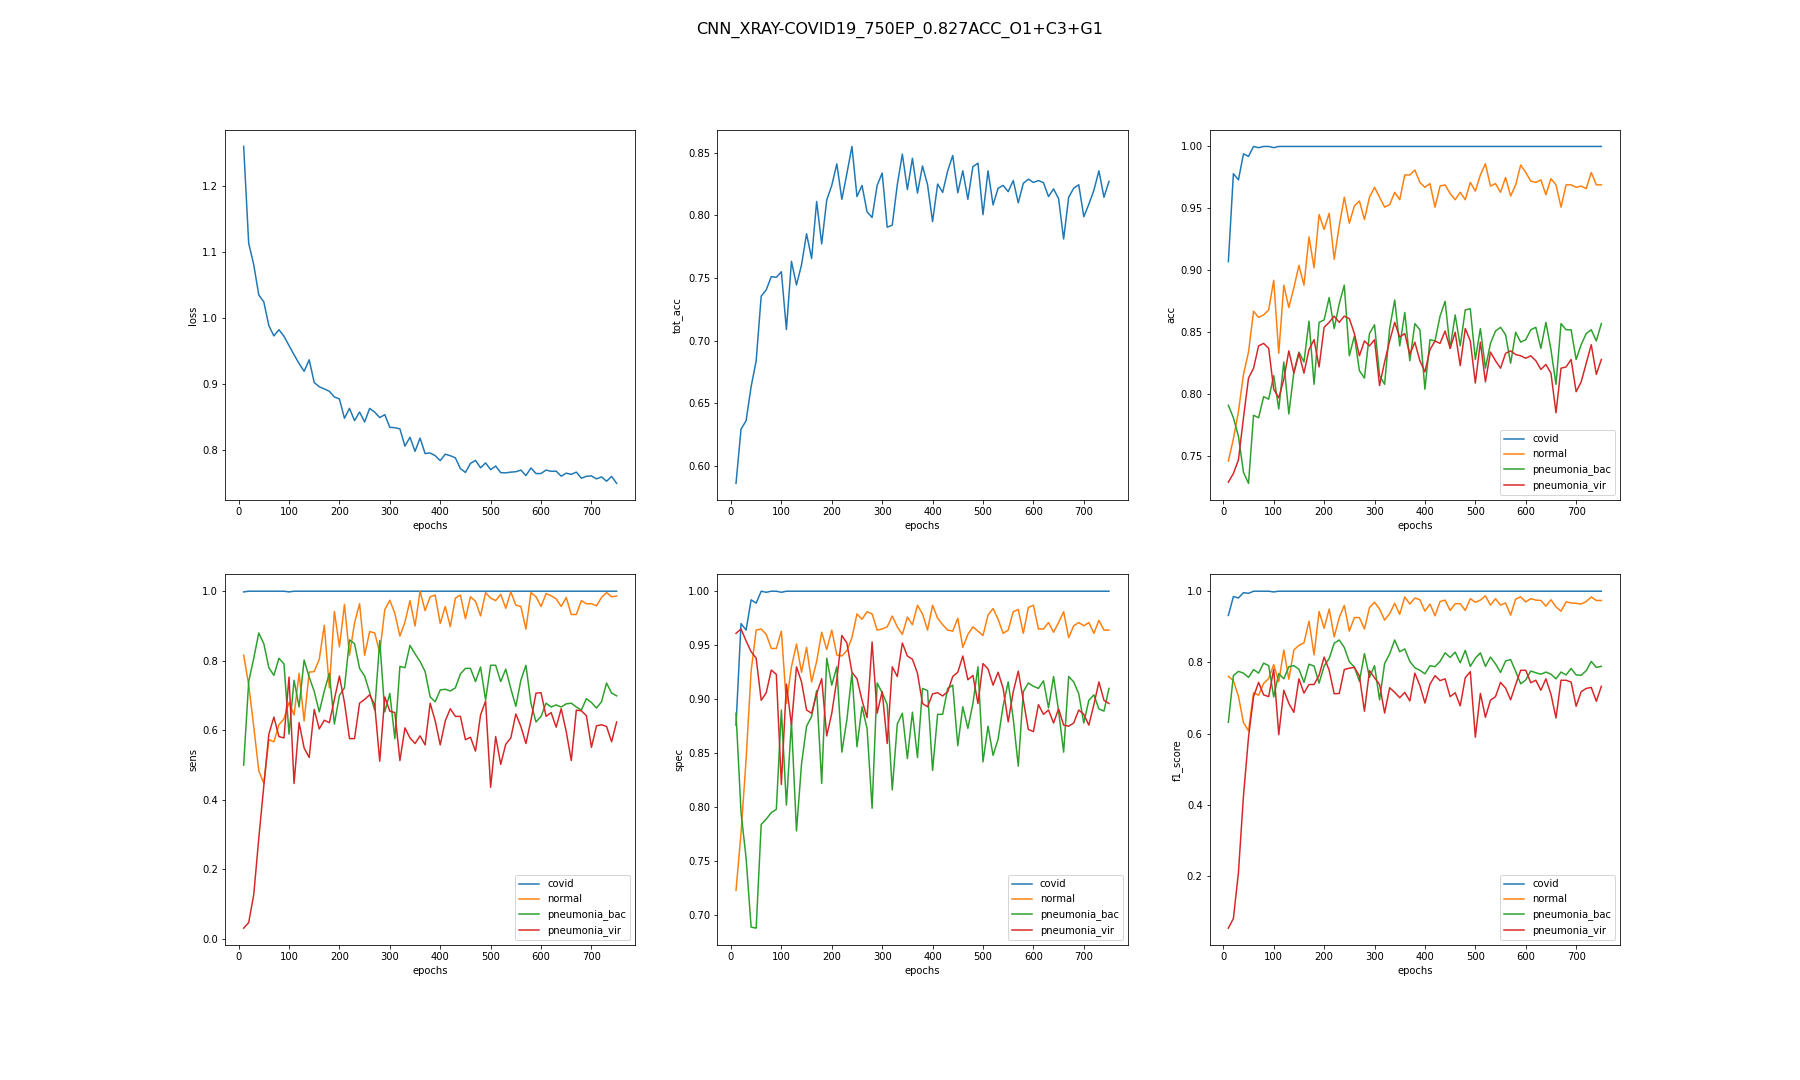 CNN_XRAY-COVID19_750EP_0.827ACC_O1+C3+G1
loss
1.2
1.1
1.0
0.9
0.8
0 100 200 300 400 500 600 700
epochs
tot_acc
0.85
0.80
0.75
0.70
0.65
0.60
0 100 200 300 400 500 600 700
epochs
acc
1.00
0.95
0.90
0.85
0.80
0.75
covid
normal
pneumonia_bac
pneumonia_vir
0 100 200 300 400 500 600 700
epochs
sens
1.0
0.8
0.6
0.4
0.2
0.0
covid
normal
pneumonia_bac
pneumonia_vir
0 100 200 300 400 500 600 700
epochs
spec
1.00
0.95
0.90
0.85
0.80
0.75
0.70
covid
normal
pneumonia_bac
pneumonia_vir
0 100 200 300 400 500 600 700
epochs
f1_score
1.0
0.8
0.6
0.4
0.2
covid
normal
pneumonia_bac
pneumonia_vir
0 100 200 300 400 500 600 700
epochs